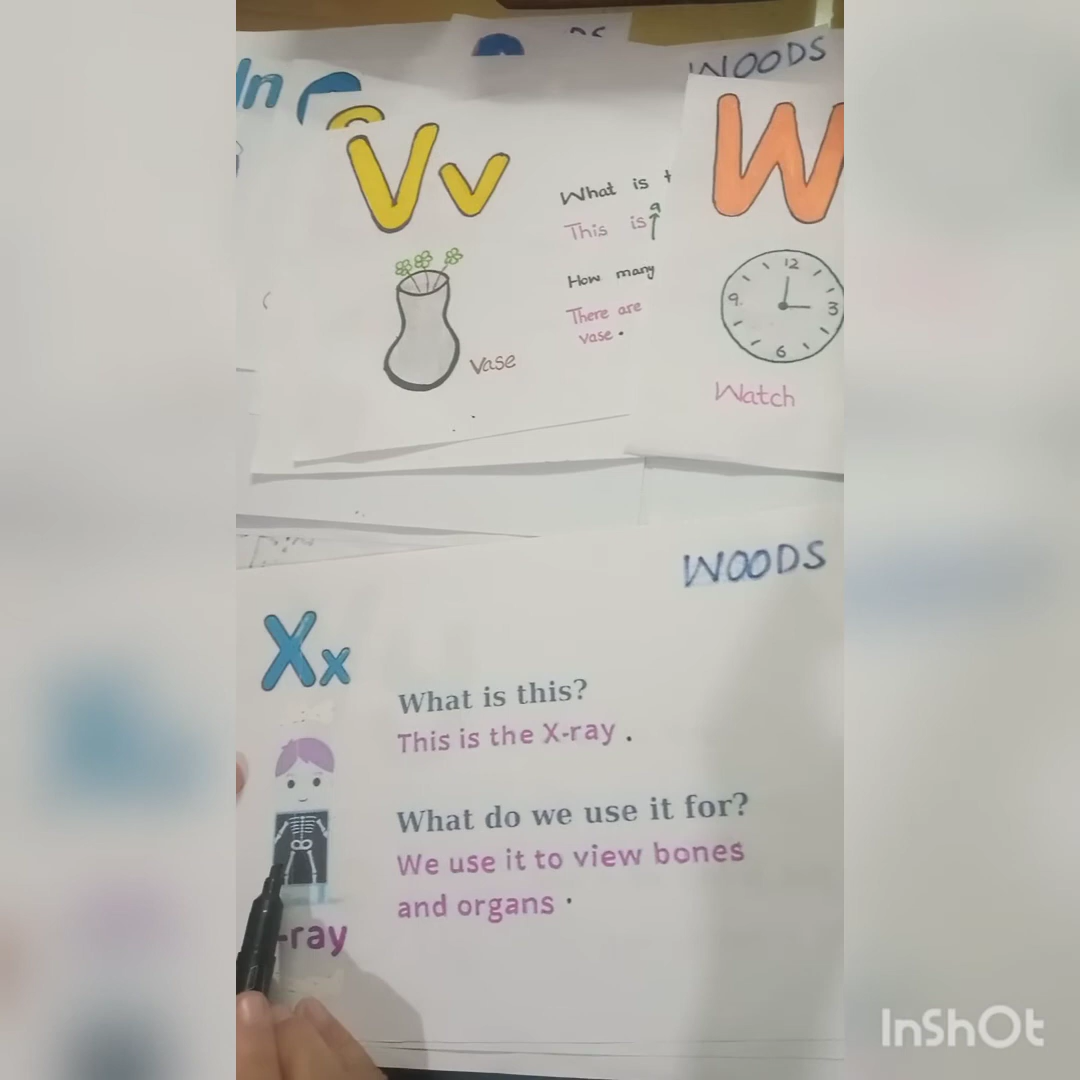 WOODS
In
Vv
What is
This is a
How many
There are
vase.
Vase
W
12
9
3
6
Watch
WOODS
Xx
What is this?
This is the X-ray.
What do we use it for?
We use it to view bones
and organs.
-ray
InShOt